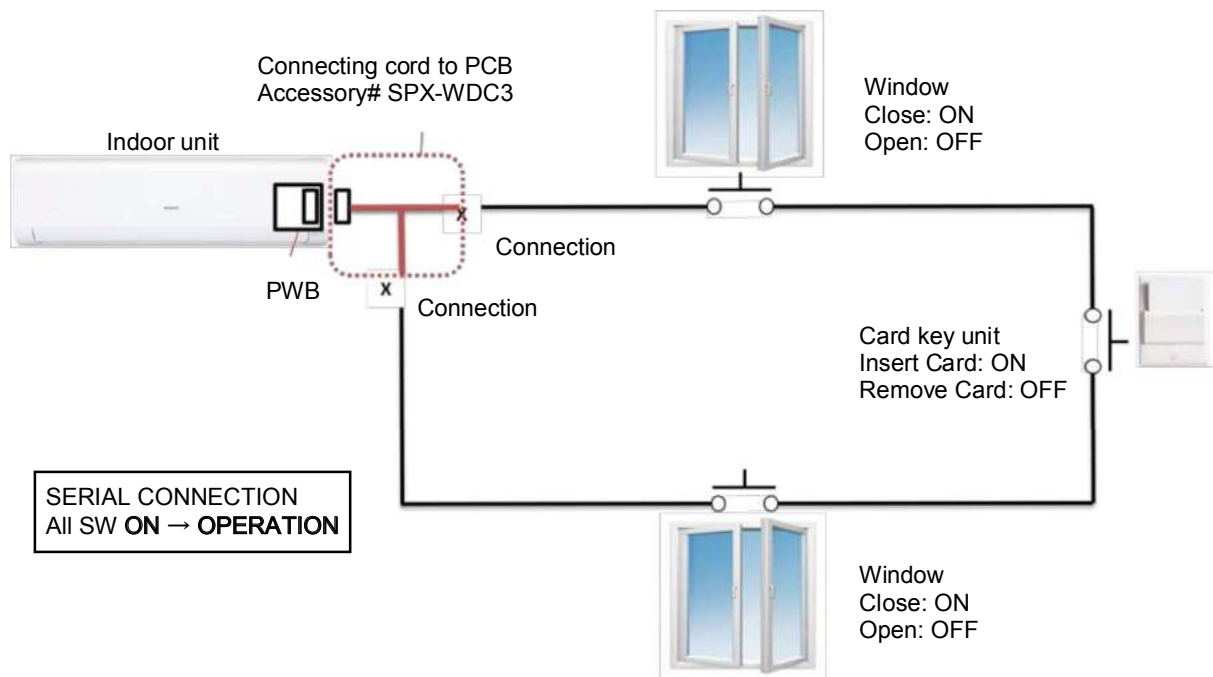 Connecting cord to PCB
Accessory# SPX-WDC3
Indoor unit
Window
Close: ON
Open: OFF
X
Connection
PWB
X
Connection
Card key unit
Insert Card: ON
Remove Card: OFF
SERIAL CONNECTION
All SW ON → OPERATION
Window
Close: ON
Open: OFF